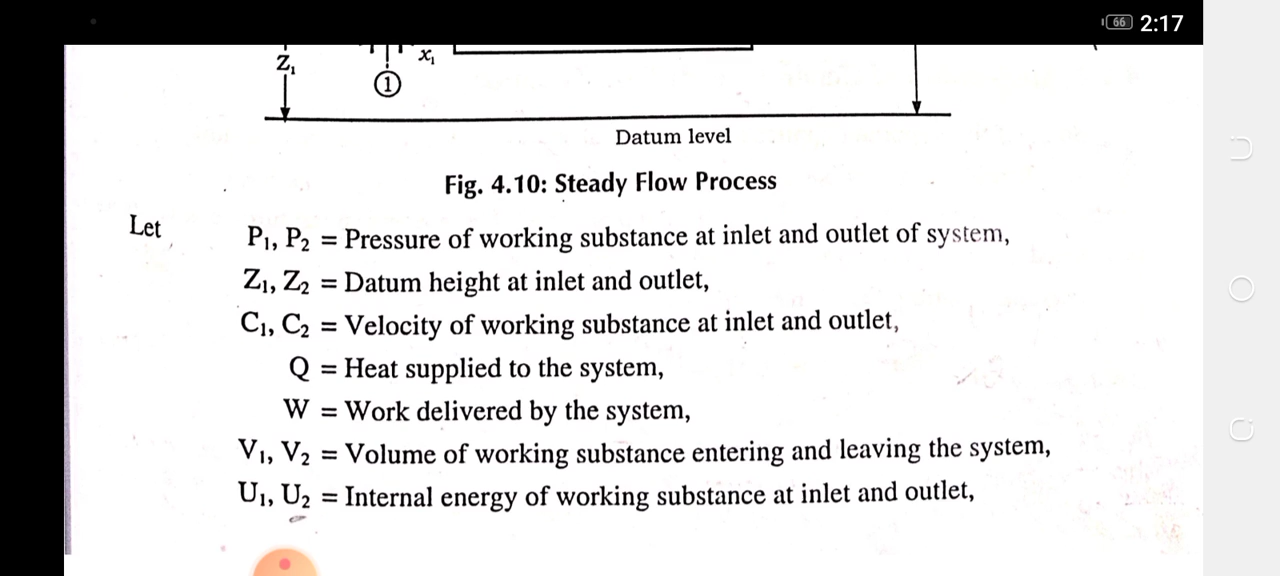 66 2:17
Z₁ x₁
①
Datum level
Fig. 4.10: Steady Flow Process
Let P₁, P₂ = Pressure of working substance at inlet and outlet of system,
Z₁, Z₂ = Datum height at inlet and outlet,
C₁, C₂ = Velocity of working substance at inlet and outlet,
Q = Heat supplied to the system,
W = Work delivered by the system,
V₁, V₂ = Volume of working substance entering and leaving the system,
U₁, U₂ = Internal energy of working substance at inlet and outlet,